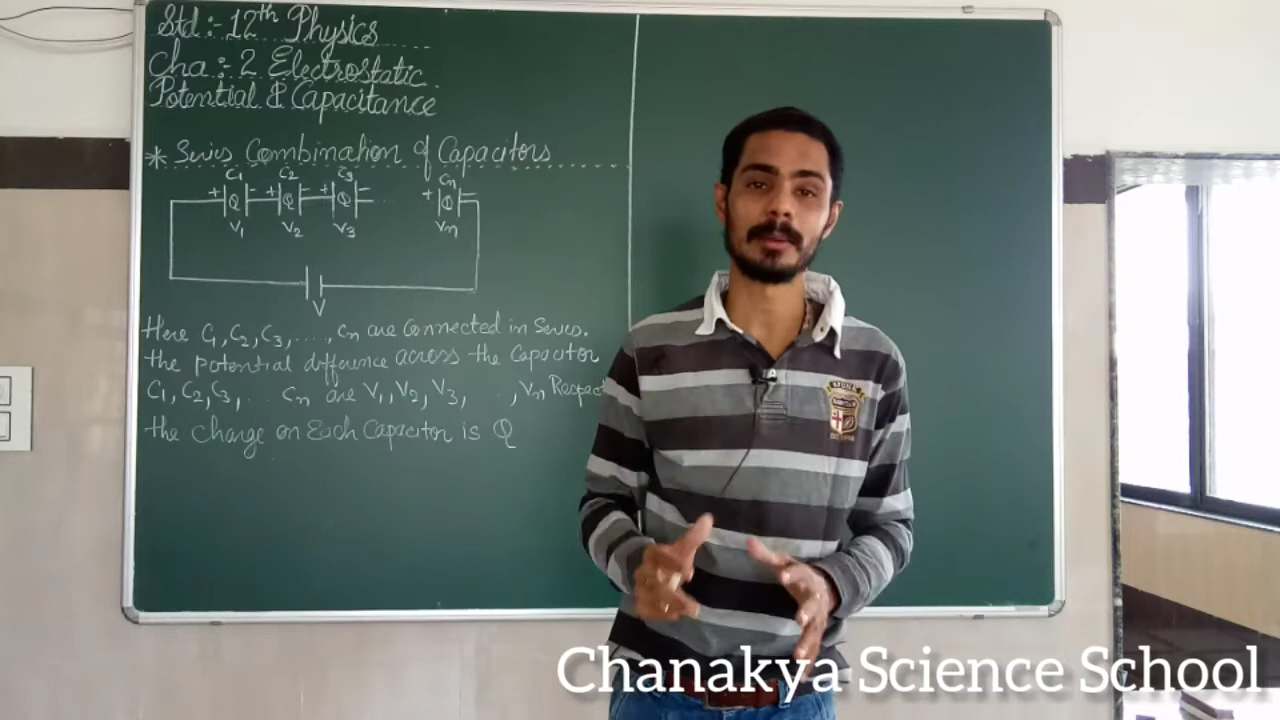 Std :- 12th Physics
Cha :- 2 Electrostatic
Potential & Capacitance
* Series Combination of Capacitors
C1 C2 C3 Cn
+ Q - + Q - + Q - + Q -
V1 V2 V3 Vn
V
Here C1, C2, C3, ....., Cn are connected in Series.
the potential difference across the Capacitor
C1, C2, C3, .. Cn are V1, V2, V3, .., Vn Respec
the charge on Each Capacitor is Q
Chanakya Science School